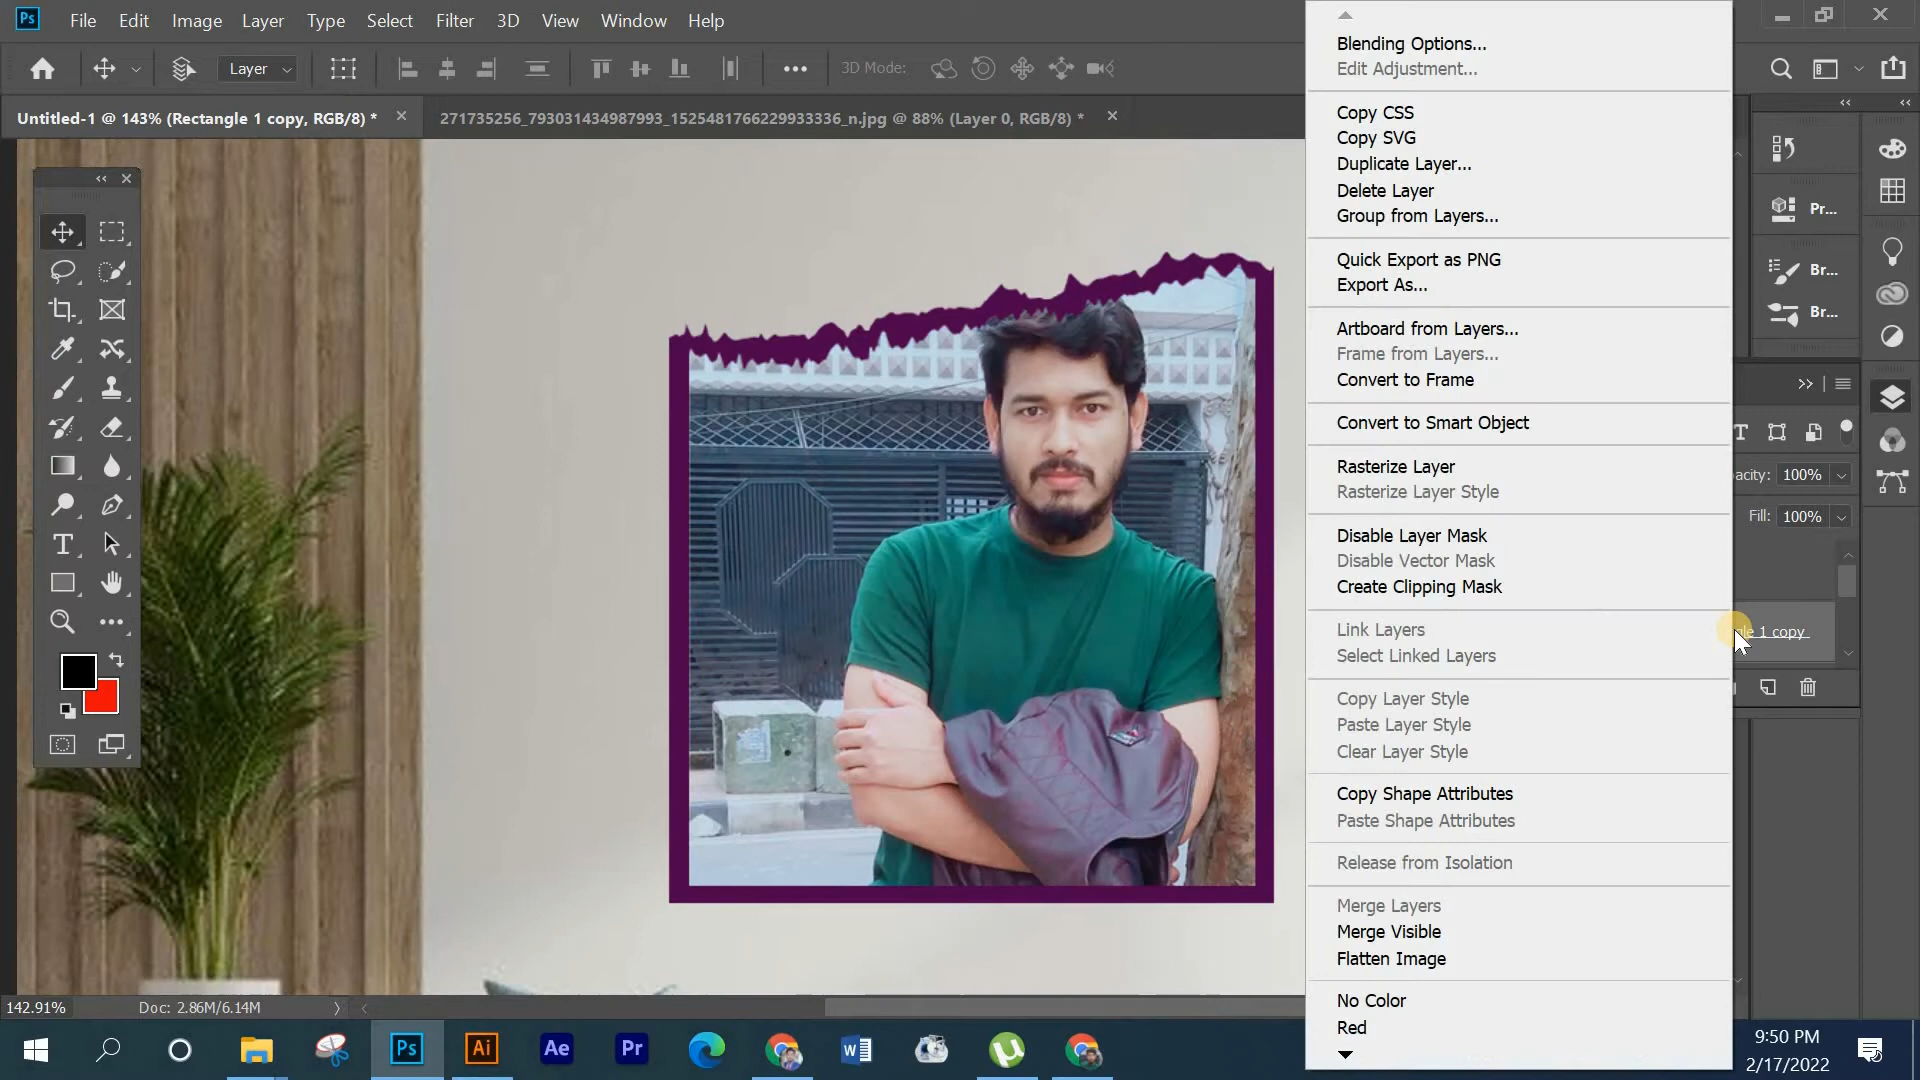 Ps File Edit Image Layer Type Select Filter 3D View Window Help
Layer 3D Mode:
Untitled-1 @ 143% (Rectangle 1 copy, RGB/8) * 271735256_793031434987993_1525481766229933336_n.jpg @ 88% (Layer 0, RGB/8) *
Blending Options...
Edit Adjustment...
Copy CSS
Copy SVG
Duplicate Layer...
Delete Layer
Group from Layers...
Quick Export as PNG
Export As...
Artboard from Layers...
Frame from Layers...
Convert to Frame
Convert to Smart Object
Rasterize Layer
Rasterize Layer Style
Disable Layer Mask
Disable Vector Mask
Create Clipping Mask
Link Layers
Select Linked Layers
Copy Layer Style
Paste Layer Style
Clear Layer Style
Copy Shape Attributes
Paste Shape Attributes
Release from Isolation
Merge Layers
Merge Visible
Flatten Image
No Color
Red
Pr...
Br...
Br...
acity: 100%
Fill: 100%
gle 1 copy
142.91% Doc: 2.86M/6.14M
Ps Ai Ae Pr W µ
9:50 PM
2/17/2022